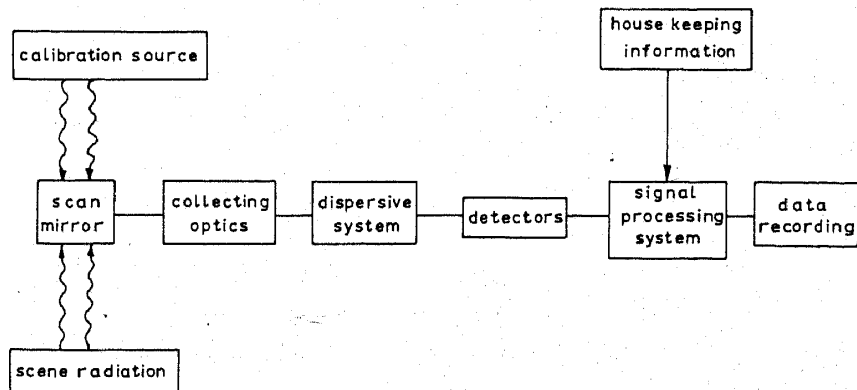 calibration source
house keeping
information
scan
mirror
collecting
optics
dispersive
system
detectors
signal
processing
system
data
recording
scene radiation